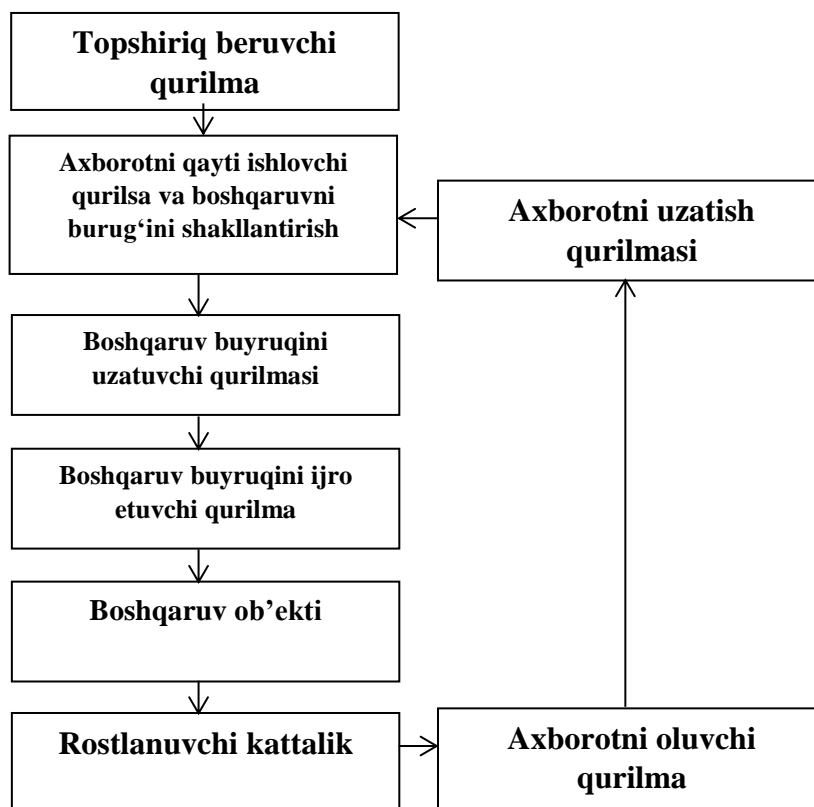 Topshiriq beruvchi
qurilma
Axborotni qayti ishlovchi
qurilsa va boshqaruvni
burug‘ini shakllantirish
Axborotni uzatish
qurilmasi
Boshqaruv buyruqini
uzatuvchi qurilmasi
Boshqaruv buyruqini ijro
etuvchi qurilma
Boshqaruv ob’ekti
Rostlanuvchi kattalik
Axborotni oluvchi
qurilma